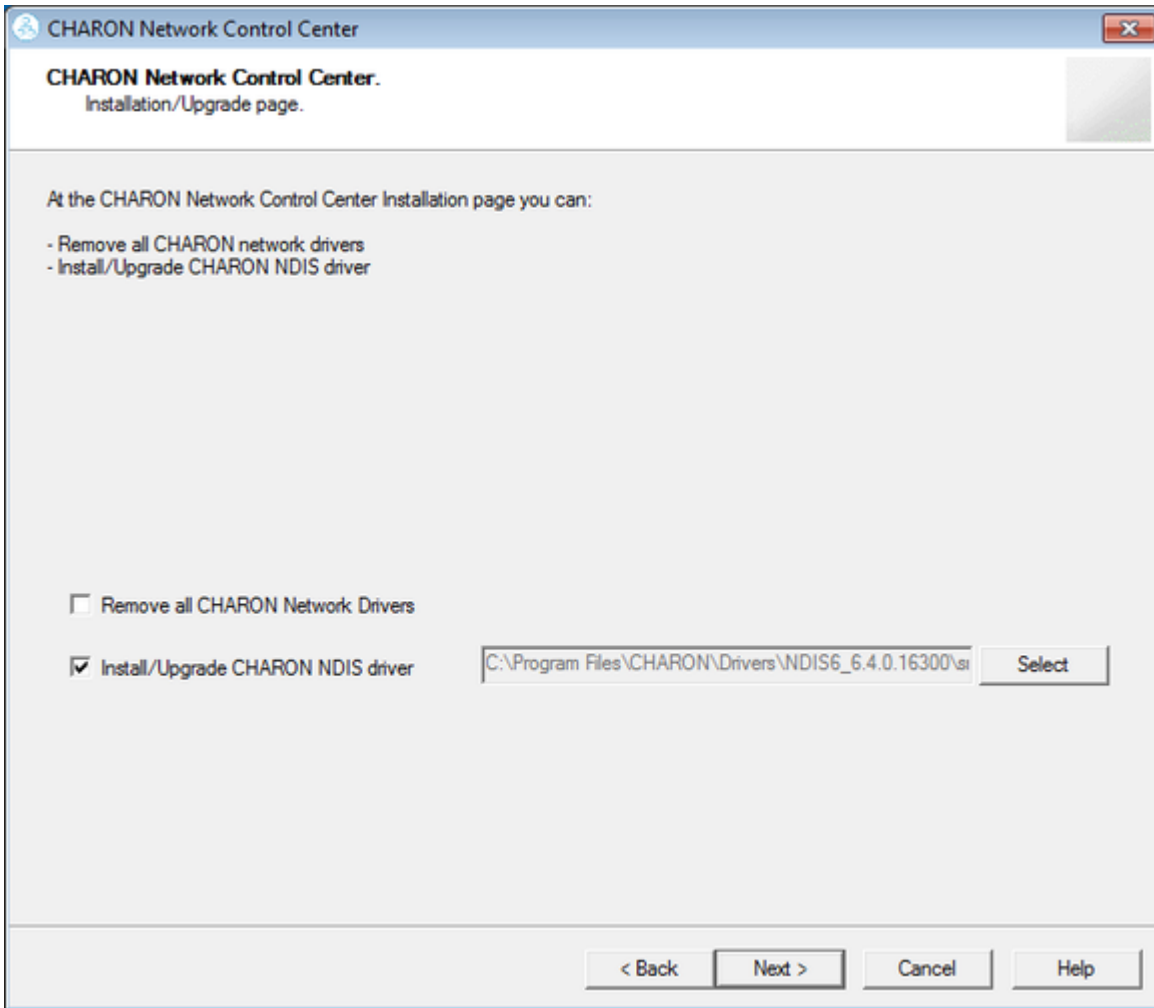 CHARON Network Control Center
CHARON Network Control Center.
Installation/Upgrade page.
At the CHARON Network Control Center Installation page you can:
- Remove all CHARON network drivers
- Install/Upgrade CHARON NDIS driver
Remove all CHARON Network Drivers
Install/Upgrade CHARON NDIS driver C:\Program Files\CHARON\Drivers\NDIS6_6.4.0.16300\ Select
< Back Next > Cancel Help